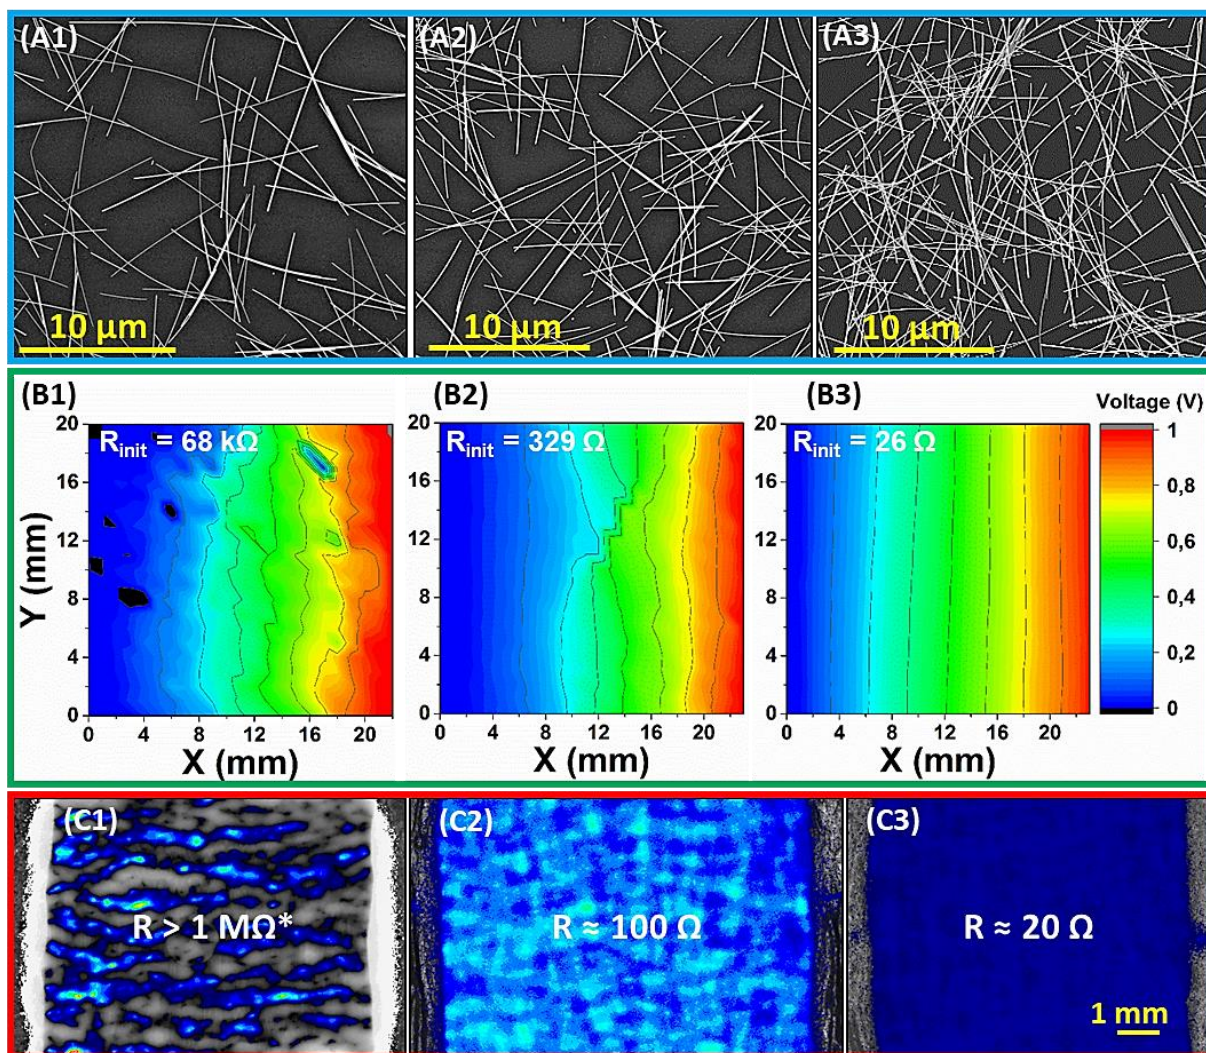 (A1)
(A2)
(A3)
10 µm
10 µm
10 µm
(B1)
(B2)
(B3)
Voltage (V)
R_init = 68 kΩ
R_init = 329 Ω
R_init = 26 Ω
20
16
12
8
4
0
Y (mm)
20
16
12
8
4
0
20
16
12
8
4
0
1
0,8
0,6
0,4
0,2
0
0 4 8 12 16 20
0 4 8 12 16 20
0 4 8 12 16 20
X (mm)
X (mm)
X (mm)
(C1)
(C2)
(C3)
R > 1 MΩ*
R ≈ 100 Ω
R ≈ 20 Ω
1 mm